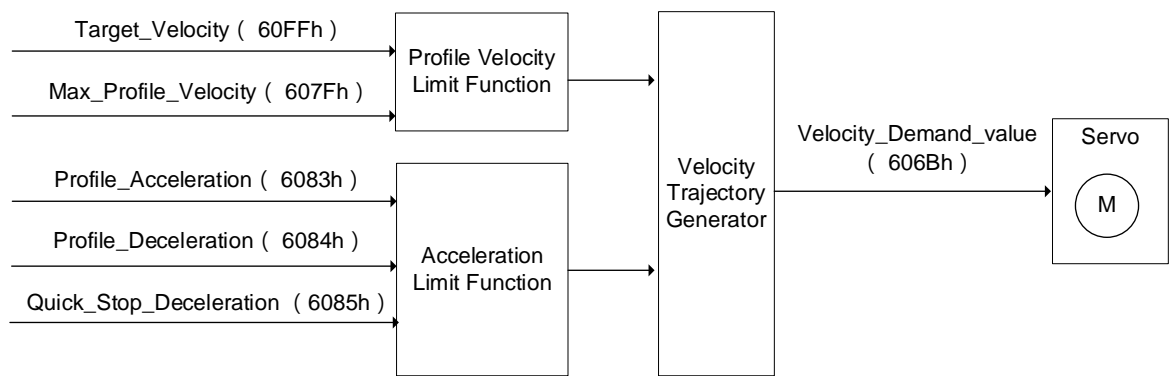 Target_Velocity ( 60FFh )
Max_Profile_Velocity ( 607Fh )
Profile Velocity
Limit Function
Profile_Acceleration ( 6083h )
Profile_Deceleration ( 6084h )
Quick_Stop_Deceleration ( 6085h )
Acceleration
Limit Function
Velocity
Trajectory
Generator
Velocity_Demand_value
( 606Bh )
Servo
M